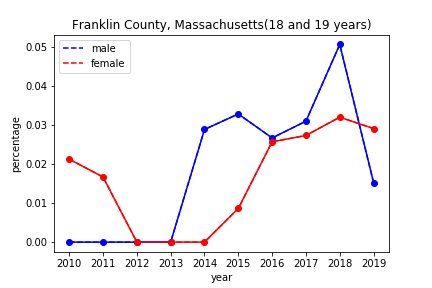 Franklin County, Massachusetts(18 and 19 years)
male
female
0.05
0.04
0.03
0.02
0.01
0.00
percentage
2010 2011 2012 2013 2014 2015 2016 2017 2018 2019
year